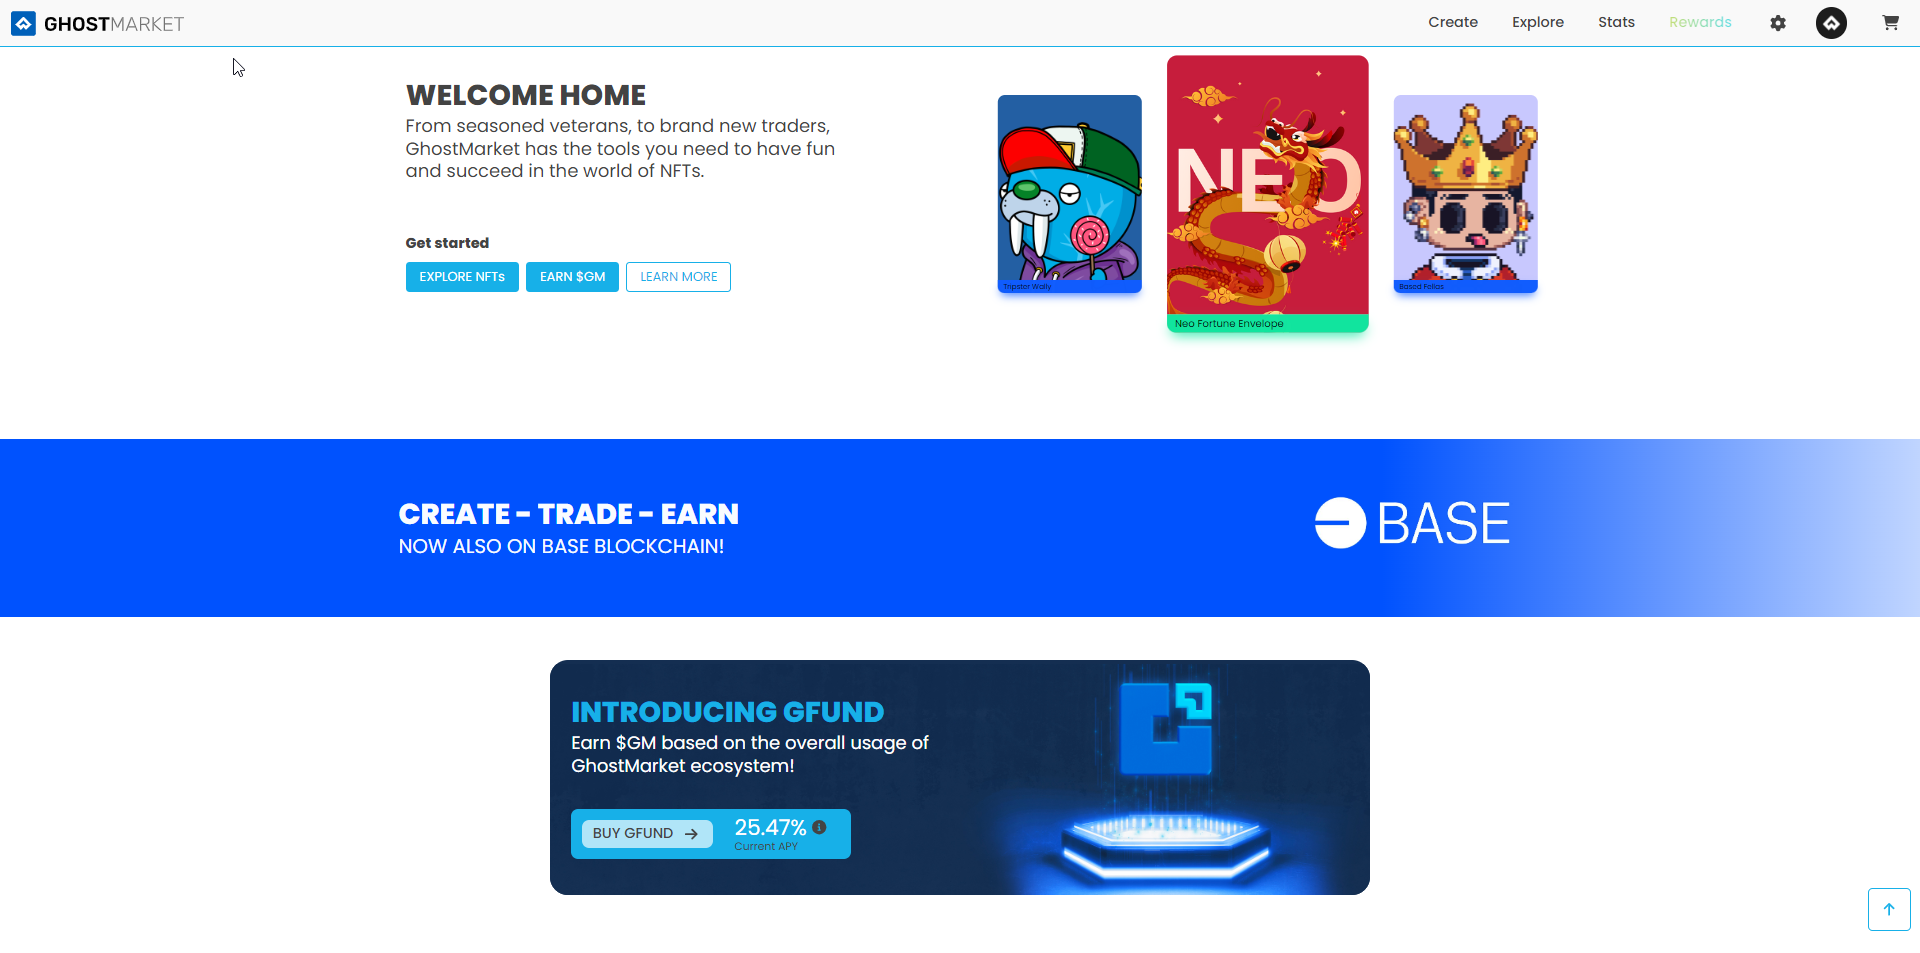 GHOSTMARKET
Create
Explore
Stats
Rewards
WELCOME HOME
From seasoned veterans, to brand new traders,
GhostMarket has the tools you need to have fun
and succeed in the world of NFTs.
Get started
EXPLORE NFTs
EARN $GM
LEARN MORE
Tripster Wally
NEO
Neo Fortune Envelope
Based Fellas
CREATE - TRADE - EARN
NOW ALSO ON BASE BLOCKCHAIN!
BASE
INTRODUCING GFUND
Earn $GM based on the overall usage of
GhostMarket ecosystem!
BUY GFUND
25.47%
Current APY